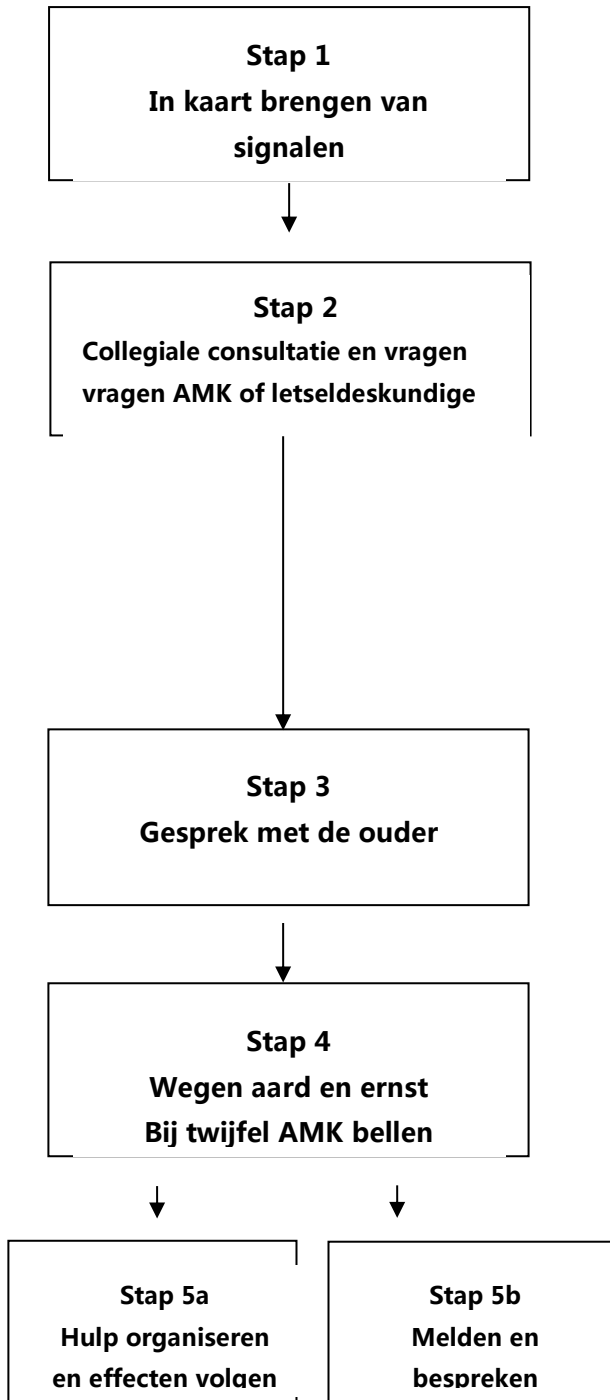 Stap 1
In kaart brengen van
signalen
Stap 2
Collegiale consultatie en vragen
vragen AMK of letseldeskundige
Stap 3
Gesprek met de ouder
Stap 4
Wegen aard en ernst
Bij twijfel AMK bellen
Stap 5a
Hulp organiseren
en effecten volgen
Stap 5b
Melden en
bespreken